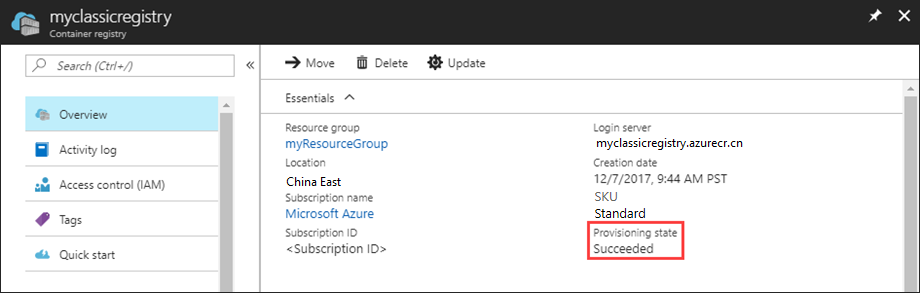 myclassicregistry
Container registry
Search (Ctrl+/)
«
Move
Delete
Update
Overview
Activity log
Access control (IAM)
Tags
Quick start
Essentials
Resource group
myResourceGroup
Location
China East
Subscription name
Microsoft Azure
Subscription ID
<Subscription ID>
Login server
myclassicregistry.azurecr.cn
Creation date
12/7/2017, 9:44 AM PST
SKU
Standard
Provisioning state
Succeeded